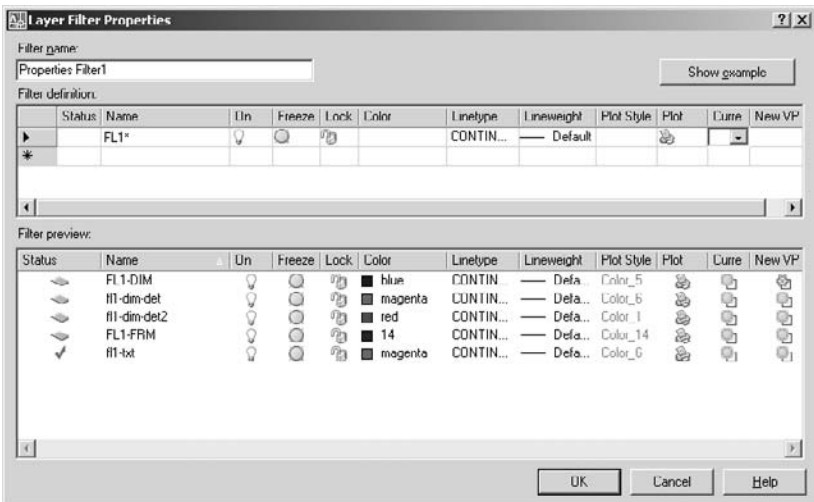 Layer Filter Properties
Filter name:
Properties Filter1
Show example
Filter definition:
Status Name On Freeze Lock Color Linetype Lineweight Plot Style Plot Curre New VP
FL1* CONTIN... Default
Filter preview:
Status Name On Freeze Lock Color Linetype Lineweight Plot Style Plot Curre New VP
FL1-DIM blue CONTIN... Defa... Color_5
fl1-dim-det magenta CONTIN... Defa... Color_6
fl1-dim-det2 red CONTIN... Defa... Color_1
FL1-FRM 14 CONTIN... Defa... Color_14
fl1-txt magenta CONTIN... Defa... Color_6
OK Cancel Help